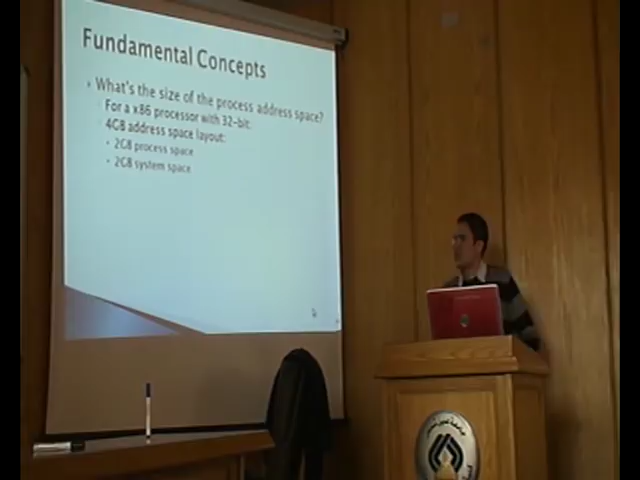 Fundamental Concepts
What's the size of the process address space?
For a x86 processor with 32-bit:
4GB address space layout:
2GB process space
2GB system space